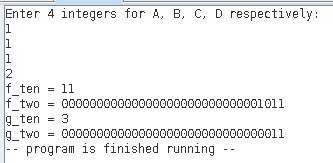 Enter 4 integers for A, B, C, D respectively:
1
1
1
2
f_ten = 11
f_two = 00000000000000000000000000001011
g_ten = 3
g_two = 00000000000000000000000000000011
-- program is finished running --